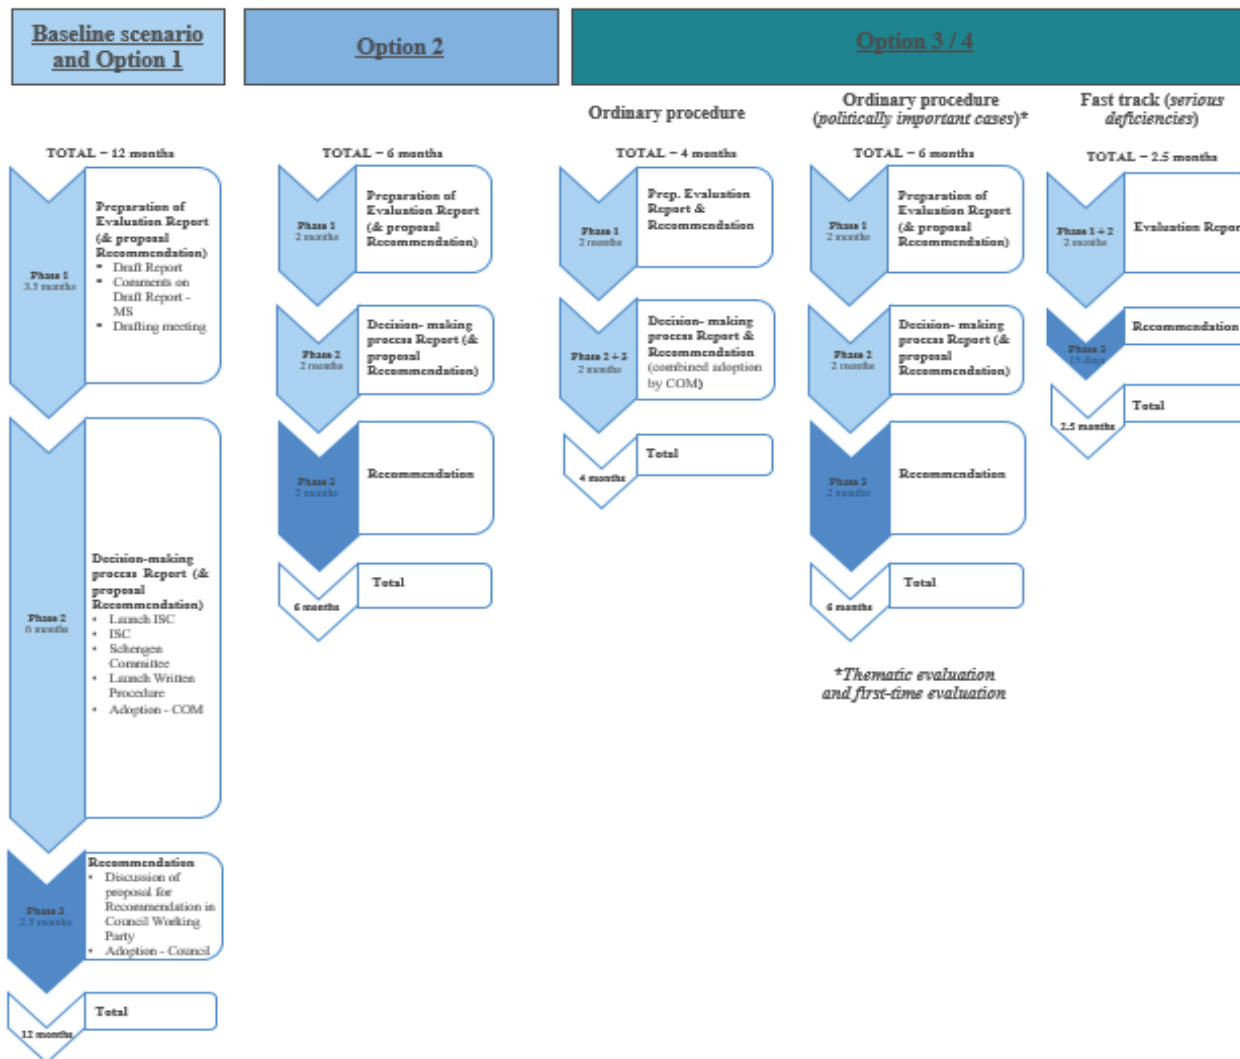 Baseline scenario
and Option 1
TOTAL – 12 months
Phase 1
3.5 months
Preparation of
Evaluation Report
(& proposal
Recommendation)
• Draft Report
• Comments on
Draft Report -
MS
• Drafting meeting
Phase 2
6 months
Decision-making
process Report (&
proposal
Recommendation)
• Launch ISC
• ISC
• Schengen
Committee
• Launch Written
Procedure
• Adoption - COM
Phase 3
2.5 months
Recommendation
• Discussion of
proposal for
Recommendation in
Council Working
Party
• Adoption - Council
12 months
Total
Option 2
TOTAL – 6 months
Phase 1
2 months
Preparation of
Evaluation Report
(& proposal
Recommendation)
Phase 2
2 months
Decision- making
process Report (&
proposal
Recommendation)
Phase 3
2 months
Recommendation
6 months
Total
Option 3 / 4
Ordinary procedure
TOTAL – 4 months
Phase 1
2 months
Prep. Evaluation
Report &
Recommendation
Phase 2 + 3
2 months
Decision- making
process Report &
Recommendation
(combined adoption
by COM)
4 months
Total
Ordinary procedure
(politically important cases)*
TOTAL – 6 months
Phase 1
2 months
Preparation of
Evaluation Report
(& proposal
Recommendation)
Phase 2
2 months
Decision- making
process Report (&
proposal
Recommendation)
Phase 3
2 months
Recommendation
6 months
Total
*Thematic evaluation
and first-time evaluation
Fast track (serious
deficiencies)
TOTAL – 2.5 months
Phase 1 + 2
2 months
Evaluation Report
Phase 3
15 days
Recommendation
2.5 months
Total